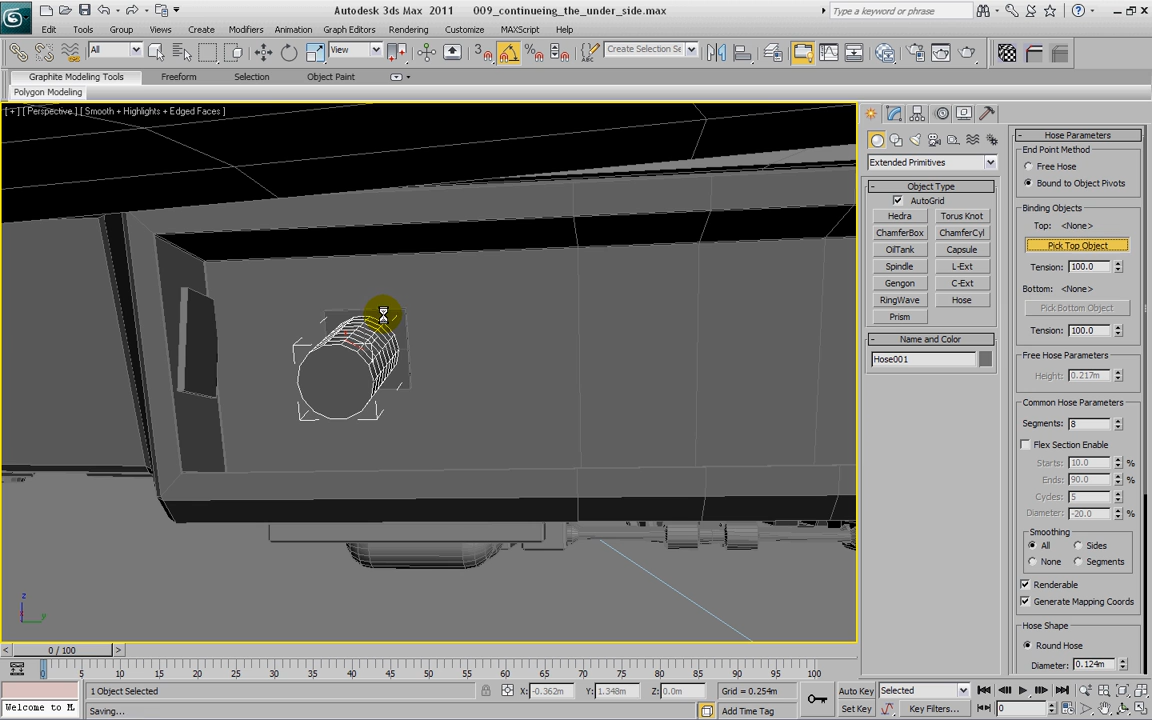 Autodesk 3ds Max 2011 009_continueing_the_under_side.max
Type a keyword or phrase
Edit Tools Group Views Create Modifiers Animation Graph Editors Rendering Customize MAXScript Help
All View Create Selection Se
Graphite Modeling Tools Freeform Selection Object Paint
Polygon Modeling
[ + ] [ Perspective ] [ Smooth + Highlights + Edged Faces ]
Extended Primitives
Object Type
AutoGrid
Hedra Torus Knot
ChamferBox ChamferCyl
OilTank Capsule
Spindle L-Ext
Gengon C-Ext
RingWave Hose
Prism
Name and Color
Hose001
Hose Parameters
End Point Method
Free Hose
Bound to Object Pivots
Binding Objects
Top: <None>
Pick Top Object
Tension: 100.0
Bottom: <None>
Pick Bottom Object
Tension: 100.0
Free Hose Parameters
Height: 0.217m
Common Hose Parameters
Segments: 8
Flex Section Enable
Starts: 10.0 %
Ends: 90.0 %
Cycles: 5
Diameter: -20.0 %
Smoothing
All Sides
None Segments
Renderable
Generate Mapping Coords
Hose Shape
Round Hose
Diameter: 0.124m
z
y
0 / 100
0 5 10 15 20 25 30 35 40 45 50 55 60 65 70 75 80 85 90 95 100
1 Object Selected X: -0.362m Y: 1.348m Z: 0.0m Grid = 0.254m Auto Key Selected
Welcome to M Saving... Add Time Tag Set Key Key Filters... 0